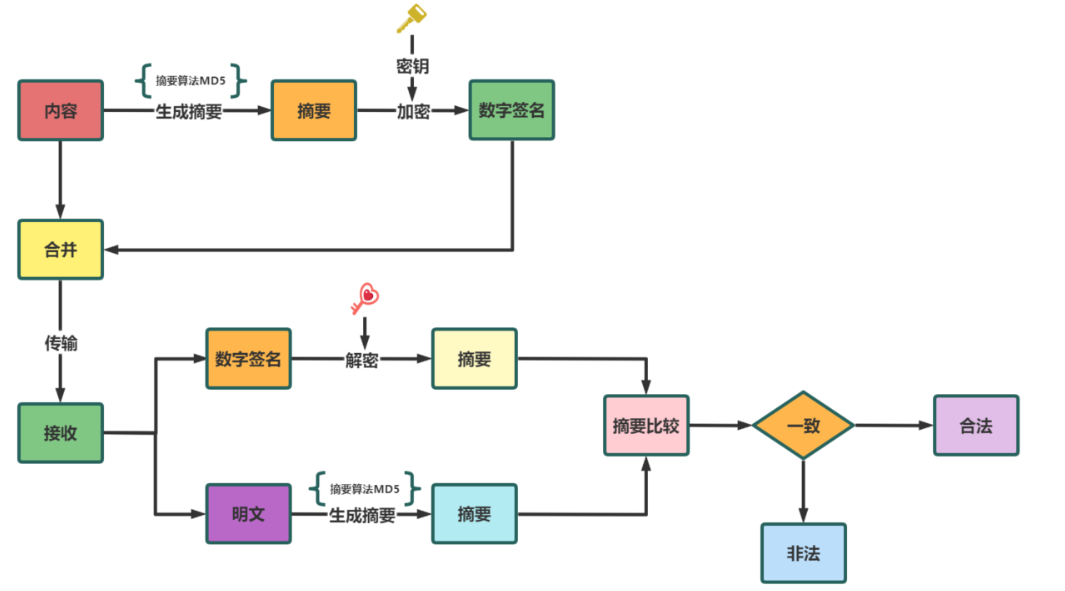 密钥
摘要算法MD5
内容
生成摘要
摘要
加密
数字签名
合并
传输
数字签名
解密
摘要
接收
摘要比较
一致
合法
摘要算法MD5
明文
生成摘要
摘要
非法